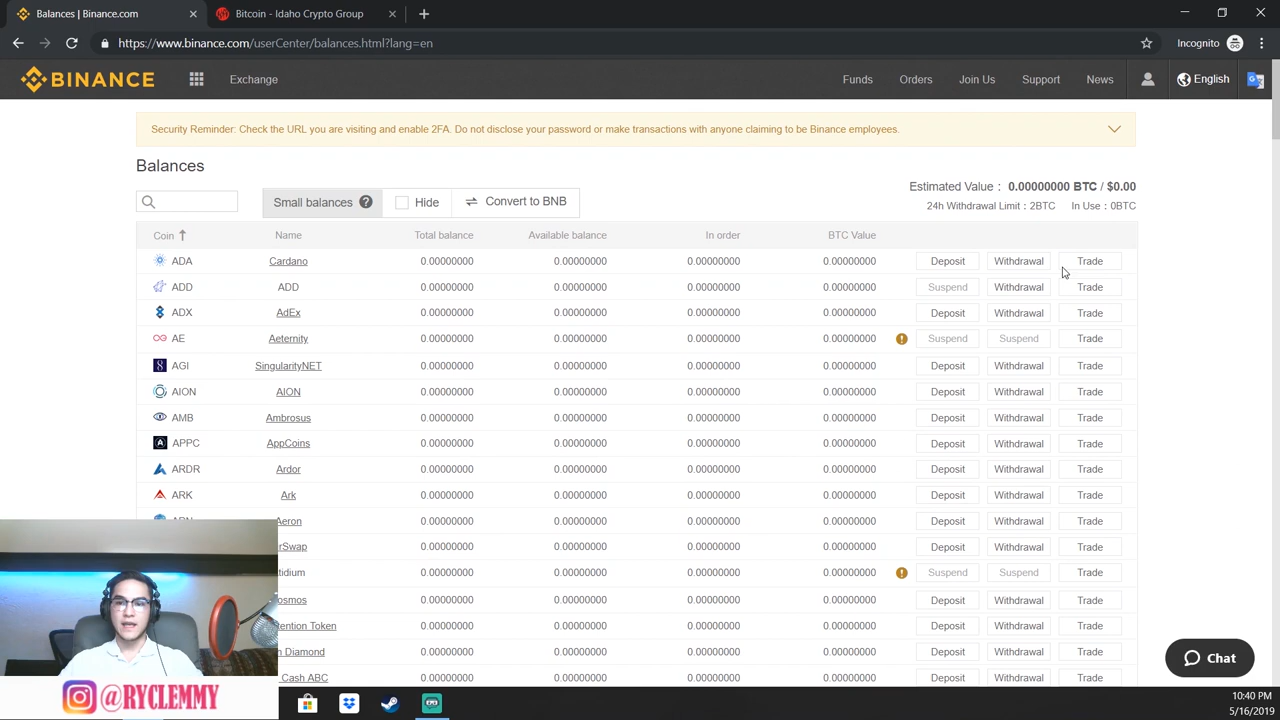 Balances | Binance.com
Bitcoin - Idaho Crypto Group
https://www.binance.com/userCenter/balances.html?lang=en
Incognito
BINANCE
Exchange
Funds
Orders
Join Us
Support
News
English
Security Reminder: Check the URL you are visiting and enable 2FA. Do not disclose your password or make transactions with anyone claiming to be Binance employees.
Balances
Estimated Value : 0.00000000 BTC / $0.00
Small balances ? Hide Convert to BNB
24h Withdrawal Limit : 2BTC In Use : 0BTC
Coin Name Total balance Available balance In order BTC Value
ADA Cardano 0.00000000 0.00000000 0.00000000 0.00000000 Deposit Withdrawal Trade
ADD ADD 0.00000000 0.00000000 0.00000000 0.00000000 Suspend Withdrawal Trade
ADX AdEx 0.00000000 0.00000000 0.00000000 0.00000000 Deposit Withdrawal Trade
AE Aeternity 0.00000000 0.00000000 0.00000000 0.00000000 Suspend Suspend Trade
AGI SingularityNET 0.00000000 0.00000000 0.00000000 0.00000000 Deposit Withdrawal Trade
AION AION 0.00000000 0.00000000 0.00000000 0.00000000 Deposit Withdrawal Trade
AMB Ambrosus 0.00000000 0.00000000 0.00000000 0.00000000 Deposit Withdrawal Trade
APPC AppCoins 0.00000000 0.00000000 0.00000000 0.00000000 Deposit Withdrawal Trade
ARDR Ardor 0.00000000 0.00000000 0.00000000 0.00000000 Deposit Withdrawal Trade
ARK Ark 0.00000000 0.00000000 0.00000000 0.00000000 Deposit Withdrawal Trade
Aeron 0.00000000 0.00000000 0.00000000 0.00000000 Deposit Withdrawal Trade
rSwap 0.00000000 0.00000000 0.00000000 0.00000000 Deposit Withdrawal Trade
tidium 0.00000000 0.00000000 0.00000000 0.00000000 Suspend Suspend Trade
osmos 0.00000000 0.00000000 0.00000000 0.00000000 Deposit Withdrawal Trade
ention Token 0.00000000 0.00000000 0.00000000 0.00000000 Deposit Withdrawal Trade
n Diamond 0.00000000 0.00000000 0.00000000 0.00000000 Deposit Withdrawal Trade
Cash ABC 0.00000000 0.00000000 0.00000000 0.00000000 Deposit Withdrawal Trade
Chat
@RYCLEMMY
10:40 PM
5/16/2019